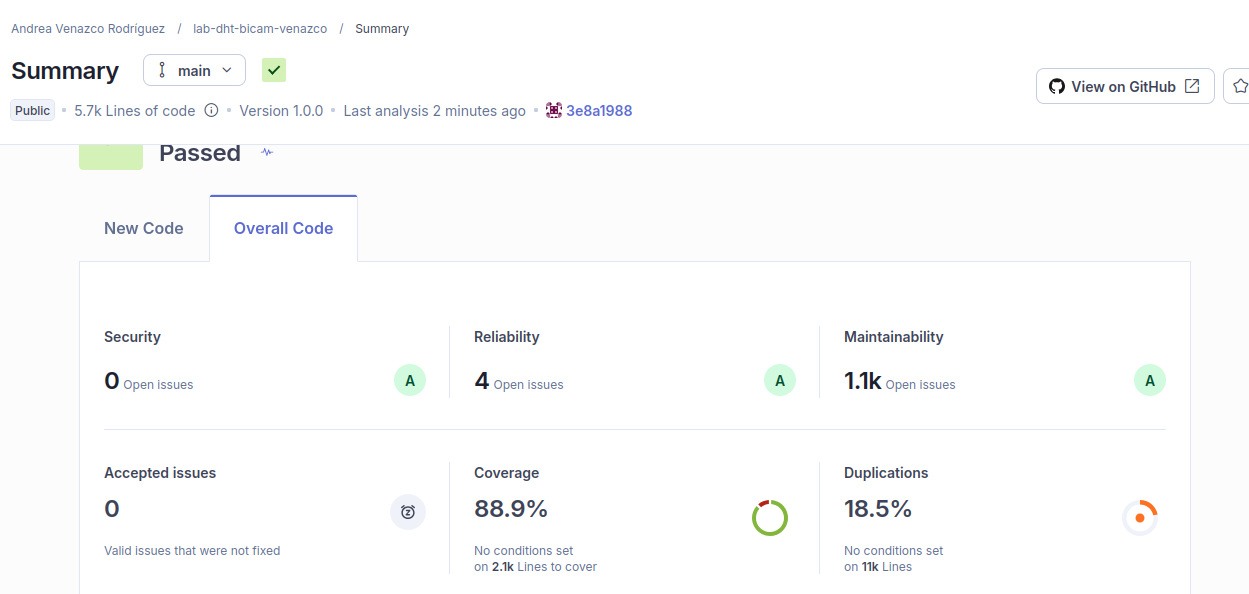 Andrea Venazco Rodríguez / lab-dht-bicam-venazco / Summary
Summary main
View on GitHub
Public • 5.7k Lines of code • Version 1.0.0 • Last analysis 2 minutes ago • 3e8a1988
Passed
New Code Overall Code
Security Reliability Maintainability
0 Open issues A 4 Open issues A 1.1k Open issues A
Accepted issues Coverage Duplications
0 88.9% 18.5%
Valid issues that were not fixed No conditions set No conditions set
on 2.1k Lines to cover on 11k Lines